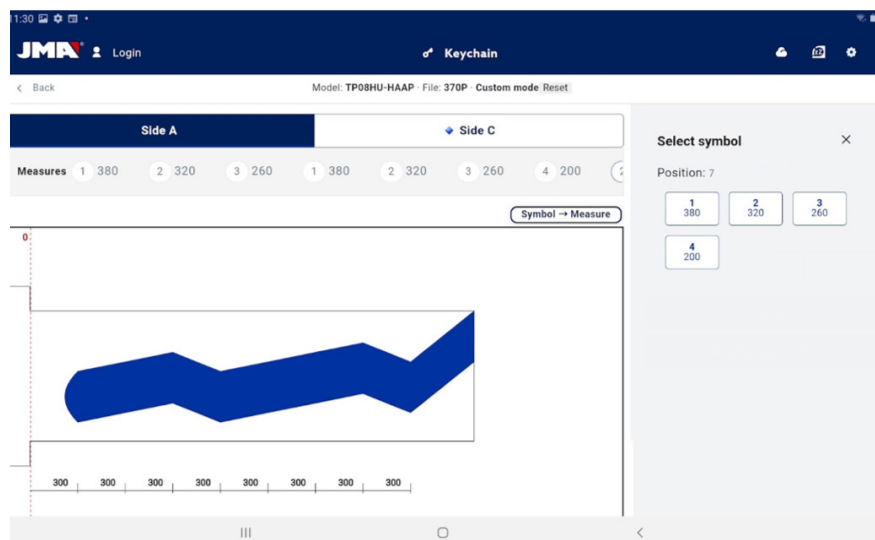 11:30
JMA Login
Keychain
Back
Model: TP08HU-HAAP · File: 370P · Custom mode Reset
Side A
Side C
Measures 1 380 2 320 3 260 1 380 2 320 3 260 4 200 2
Symbol → Measure
0
300 300 300 300 300 300 300 300
Select symbol
Position: 7
1
380
2
320
3
260
4
200